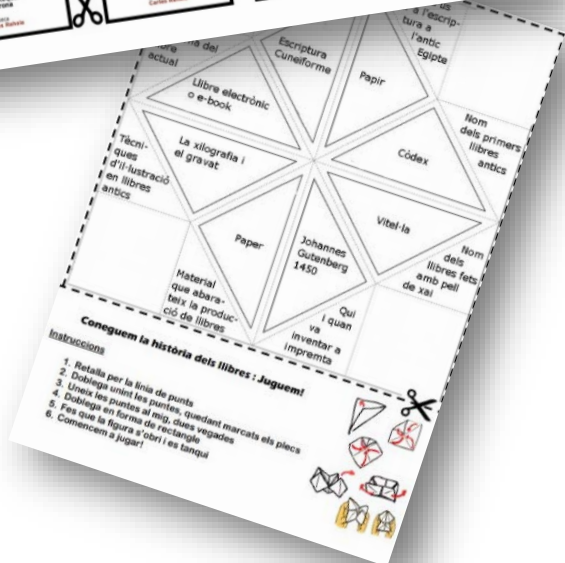 us
a l'escrip-
tura a
l'antic
Egipte
del
actual
Escriptura
Cuneïforme
Papir
Llibre electrònic
o e-book
Nom
dels primers
llibres
antics
Còdex
La xilografia i
el gravat
Tècni-
ques
d'il·lustració
en llibres
antics
Vitel·la
Nom
dels
llibres fets
amb pell
de xai
Paper
Johannes
Gutenberg
1450
Material
que abara-
teix la produc-
ció de llibres
Qui
i quan
va
inventar a
impremta
Coneguem la història dels llibres : Juguem!
Instruccions
1. Retalla per la línia de punts
2. Doblega unint les puntes, quedant marcats els plecs
3. Uneix les puntes al mig, dues vegades
4. Doblega en forma de rectangle
5. Fes que la figura s'obri i es tanqui
6. Comencem a jugar!